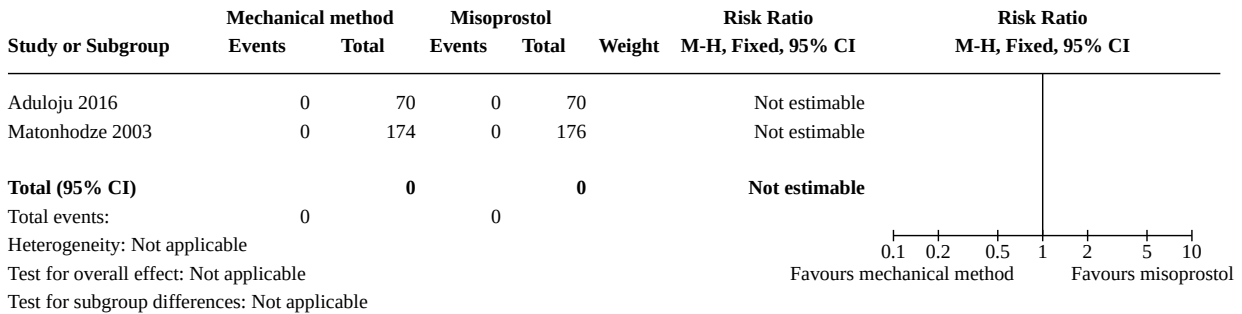 Mechanical method Misoprostol Risk Ratio Risk Ratio
Study or Subgroup Events Total Events Total Weight M-H, Fixed, 95% CI M-H, Fixed, 95% CI
Aduloju 2016 0 70 0 70 Not estimable
Matonhodze 2003 0 174 0 176 Not estimable
Total (95% CI) 0 0 Not estimable
Total events: 0 0
Heterogeneity: Not applicable
0.1 0.2 0.5 1 2 5 10
Test for overall effect: Not applicable Favours mechanical method Favours misoprostol
Test for subgroup differences: Not applicable